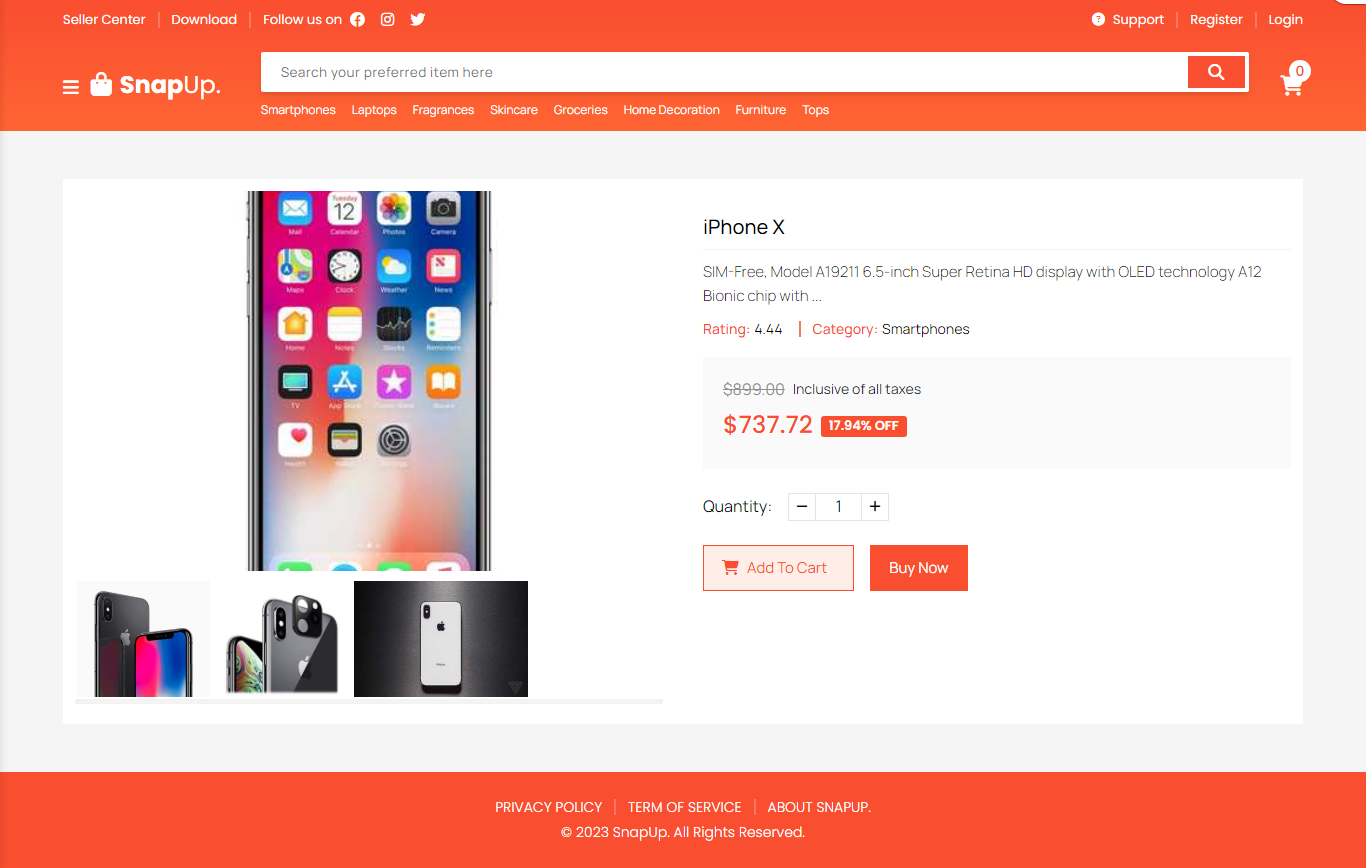 Seller Center
Download
Follow us on
Support
Register
Login
SnapUp.
Search your preferred item here
0
Smartphones
Laptops
Fragrances
Skincare
Groceries
Home Decoration
Furniture
Tops
Tuesday
12
Mail
Calendar
Photos
Camera
Maps
Clock
Weather
News
Home
Notes
Stocks
Reminders
TV
App Store
Health
Settings
iPhone X
SIM-Free, Model A19211 6.5-inch Super Retina HD display with OLED technology A12
Bionic chip with ...
Rating: 4.44
Category: Smartphones
$899.00 Inclusive of all taxes
$737.72 17.94% OFF
Quantity:
1
Add To Cart
Buy Now
PRIVACY POLICY
TERM OF SERVICE
ABOUT SNAPUP.
© 2023 SnapUp. All Rights Reserved.